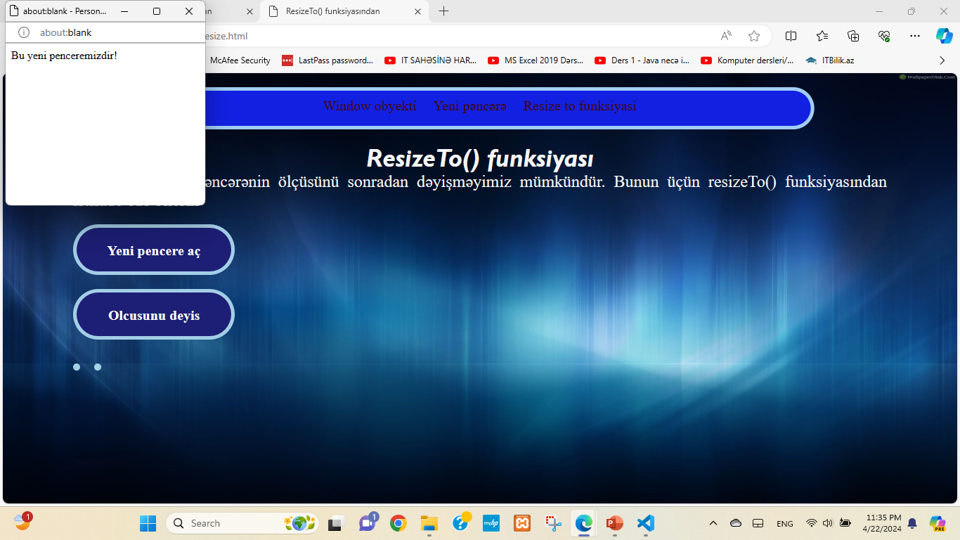 about:blank - Person...
ResizeTo() funksiyasından
about:blank
esize.html
Bu yeni penceremizdir!
McAfee Security
LastPass password...
IT SAHƏSİNƏ HAR...
MS Excel 2019 Dərs...
Ders 1 - Java necə i...
Komputer dersleri/...
ITBilik.az
Window obyekti
Yeni pəncərə
Resize to funksiyasi
ResizeTo() funksiyası
əncərənin ölçüsünü sonradan dəyişməyimiz mümkündür. Bunun üçün resizeTo() funksiyasından
Yeni pencere aç
Olcusunu deyis
Search
ENG
11:35 PM
4/22/2024